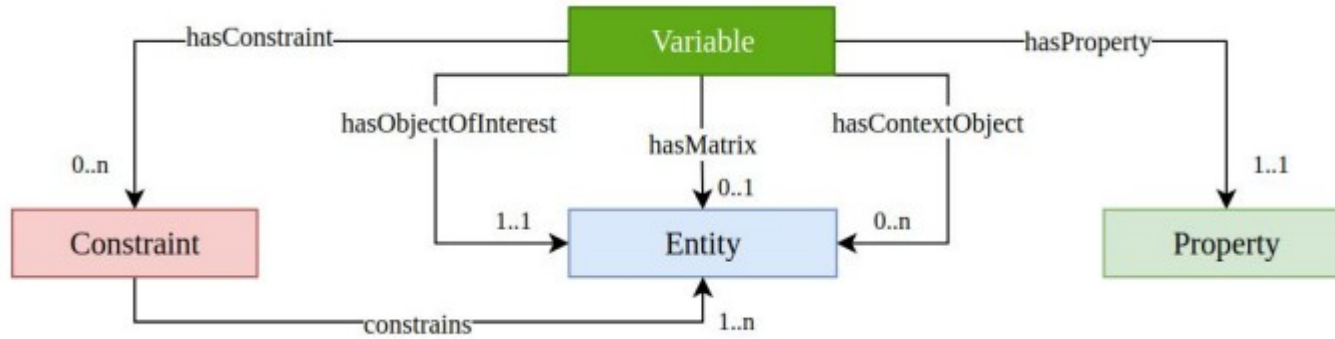 Variable
hasConstraint
hasProperty
hasObjectOfInterest
hasContextObject
hasMatrix
0..n
0..1
1..1
1..1
0..n
Constraint
Entity
Property
constrains
1..n